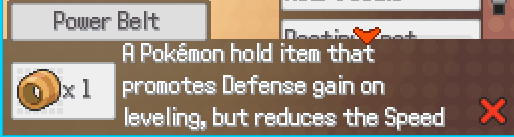 Power Belt
A Pokémon hold item that
x 1
promotes Defense gain on
leveling, but reduces the Speed